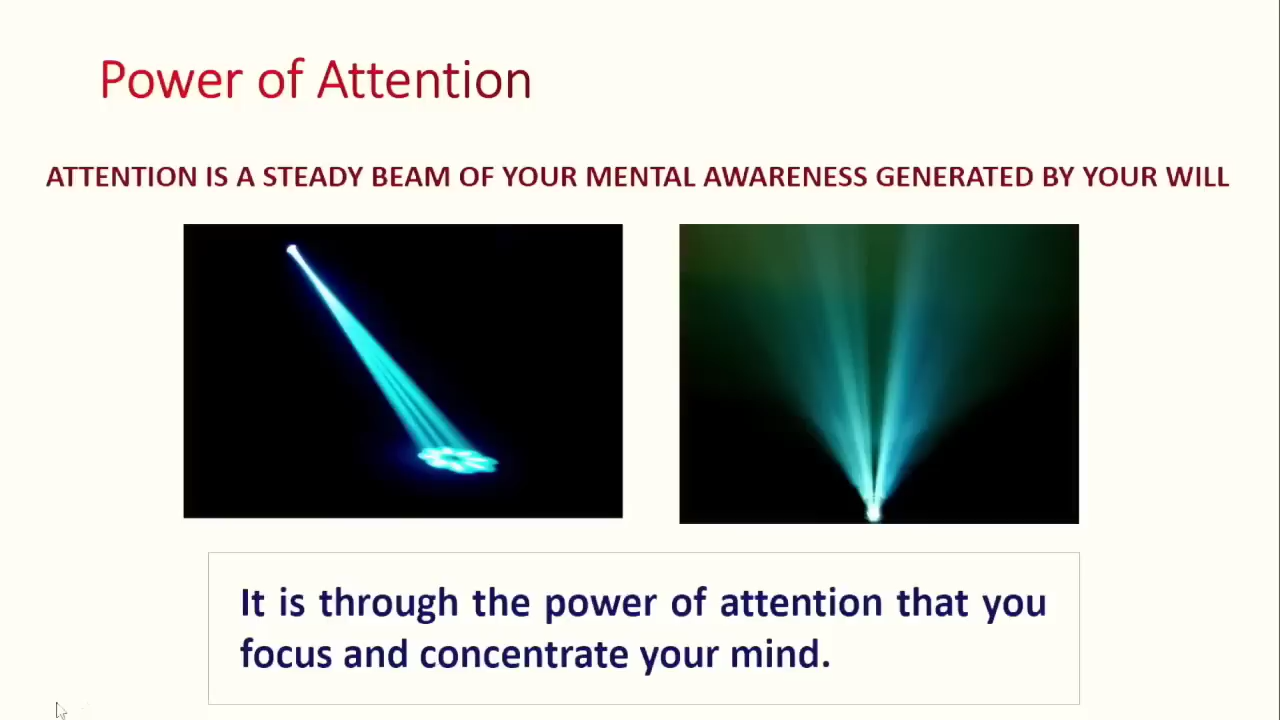 Power of Attention
ATTENTION IS A STEADY BEAM OF YOUR MENTAL AWARENESS GENERATED BY YOUR WILL
It is through the power of attention that you
focus and concentrate your mind.